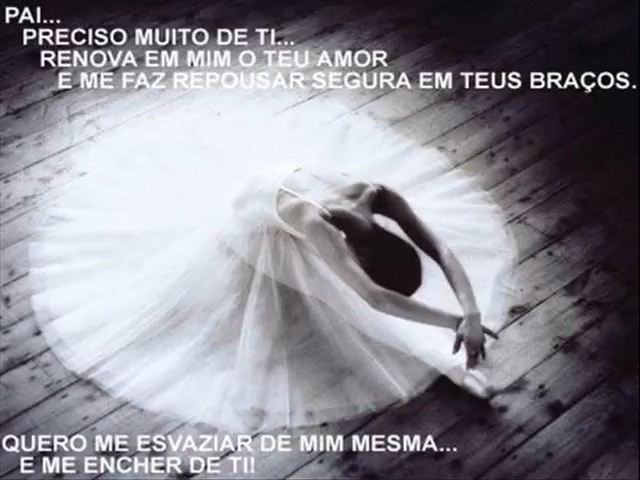 PAI...
PRECISO MUITO DE TI...
RENOVA EM MIM O TEU AMOR
E ME FAZ REPOUSAR SEGURA EM TEUS BRAÇOS.
QUERO ME ESVAZIAR DE MIM MESMA...
E ME ENCHER DE TI!